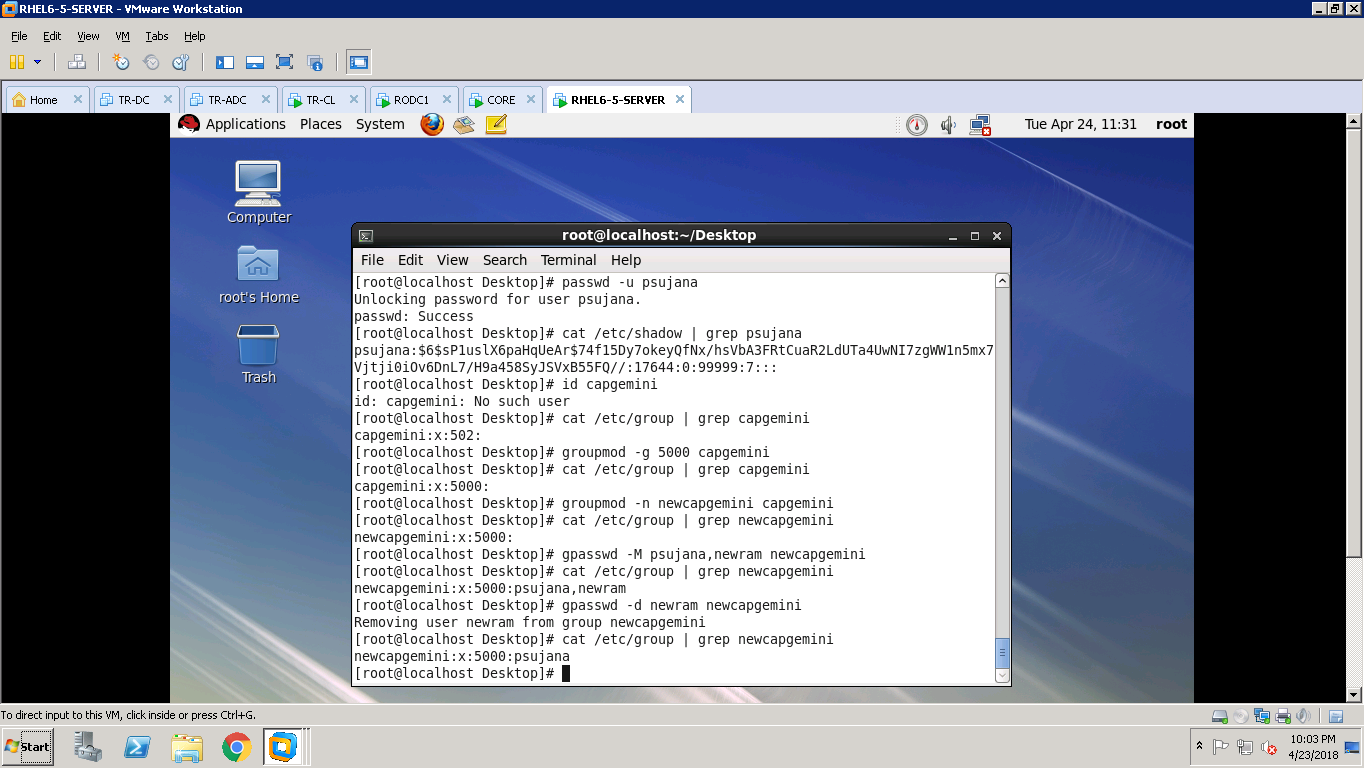 RHEL6-5-SERVER - VMware Workstation
File Edit View VM Tabs Help
Home TR-DC TR-ADC TR-CL RODC1 CORE RHEL6-5-SERVER
Applications Places System Tue Apr 24, 11:31 root
Computer
root's Home
Trash
root@localhost:~/Desktop
File Edit View Search Terminal Help
[root@localhost Desktop]# passwd -u psujana
Unlocking password for user psujana.
passwd: Success
[root@localhost Desktop]# cat /etc/shadow | grep psujana
psujana:$6$sP1uslX6paHqUeAr$74f15Dy7okeyQfNx/hsVbA3FRtCuaR2LdUTa4UwNI7zgWW1n5mx7
Vjtji0iOv6DnL7/H9a458SyJSVxB55FQ//:17644:0:99999:7:::
[root@localhost Desktop]# id capgemini
id: capgemini: No such user
[root@localhost Desktop]# cat /etc/group | grep capgemini
capgemini:x:502:
[root@localhost Desktop]# groupmod -g 5000 capgemini
[root@localhost Desktop]# cat /etc/group | grep capgemini
capgemini:x:5000:
[root@localhost Desktop]# groupmod -n newcapgemini capgemini
[root@localhost Desktop]# cat /etc/group | grep newcapgemini
newcapgemini:x:5000:
[root@localhost Desktop]# gpasswd -M psujana,newram newcapgemini
[root@localhost Desktop]# cat /etc/group | grep newcapgemini
newcapgemini:x:5000:psujana,newram
[root@localhost Desktop]# gpasswd -d newram newcapgemini
Removing user newram from group newcapgemini
[root@localhost Desktop]# cat /etc/group | grep newcapgemini
newcapgemini:x:5000:psujana
[root@localhost Desktop]#
To direct input to this VM, click inside or press Ctrl+G.
Start
10:03 PM
4/23/2018